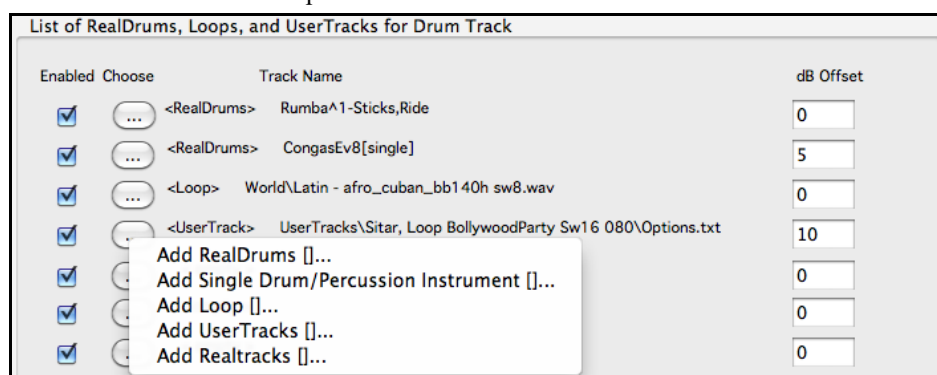 List of RealDrums, Loops, and UserTracks for Drum Track
Enabled Choose Track Name dB Offset
... <RealDrums> Rumba^1-Sticks,Ride 0
... <RealDrums> CongasEv8[single] 5
... <Loop> World\Latin - afro_cuban_bb140h sw8.wav 0
<UserTrack> UserTracks\Sitar, Loop BollywoodParty Sw16 080\Options.txt 10
Add RealDrums []...
Add Single Drum/Percussion Instrument []... 0
Add Loop []... 0
Add UserTracks []...
Add Realtracks []... 0